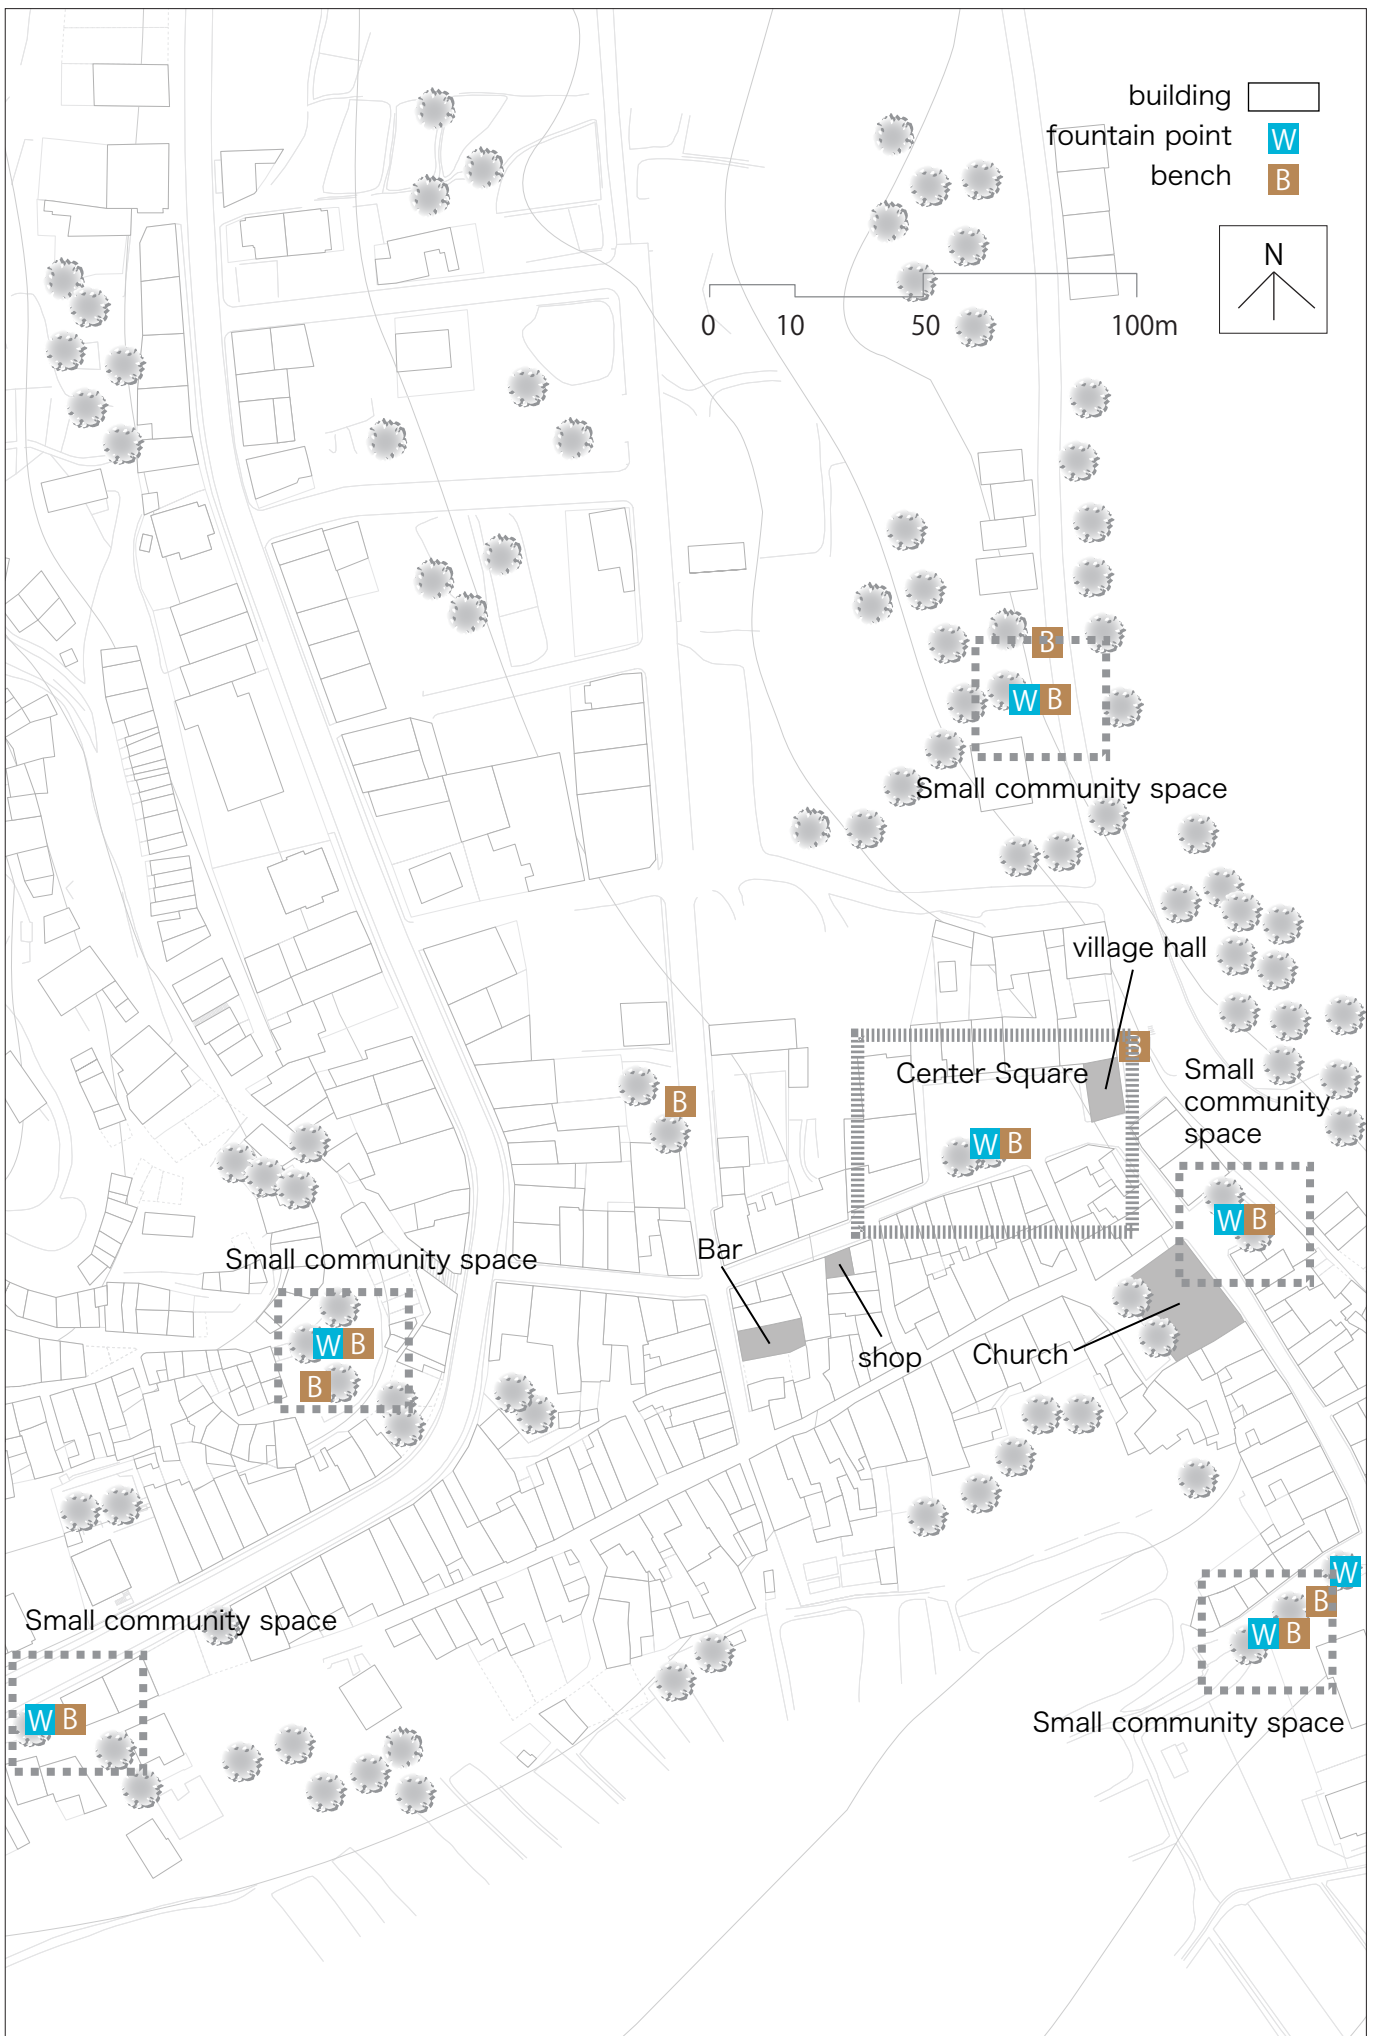 building
fountain point W
bench B
N
0 10 50 100m
B
W B
Small community space
village hall
B
Center Square
Small
community
space
B
W B
W B
Bar
Small community space
shop
Church
W B
B
W
B
W B
Small community space
W B
Small community space